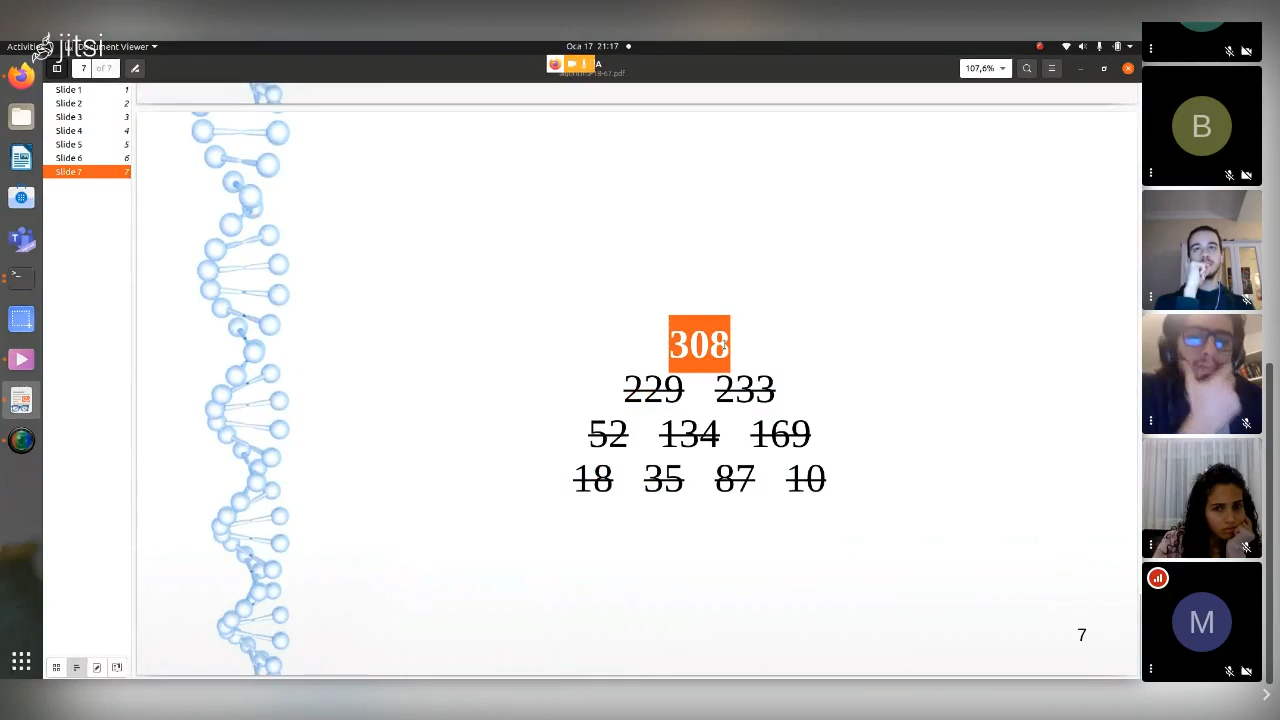 jitsi
Activities
Document Viewer
Oca 17 21:17
7
of 7
A
107,6%
Slide 1 1
Slide 2 2
Slide 3 3
Slide 4 4
Slide 5 5
Slide 6 6
Slide 7 7
308
229 233
52 134 169
18 35 87 10
7
B
M